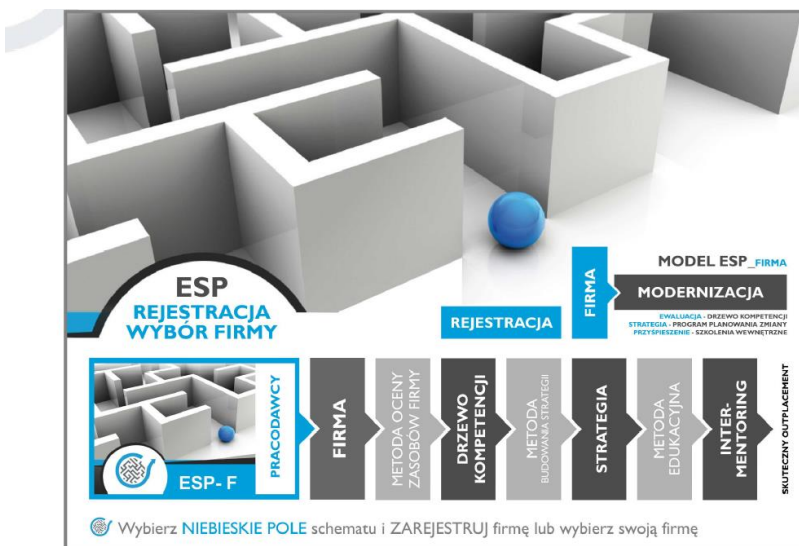 ESP
REJESTRACJA
WYBÓR FIRMY
REJESTRACJA
FIRMA
MODEL ESP_FIRMA
MODERNIZACJA
EWALUACJA - DRZEWO KOMPETENCJI
STRATEGIA - PROGRAM PLANOWANIA ZMIANY
PRZYŚPIESZENIE - SZKOLENIA WEWNĘTRZNE
ESP- F
PRACODAWCY
FIRMA
METODA OCENY
ZASOBÓW FIRMY
DRZEWO
KOMPETENCJI
METODA
BUDOWANIA STRATEGII
STRATEGIA
METODA
EDUKACYJNA
INTER-
MENTORING
SKUTECZNY OUTPLACEMENT
Wybierz NIEBIESKIE POLE schematu i ZAREJESTRUJ firmę lub wybierz swoją firmę